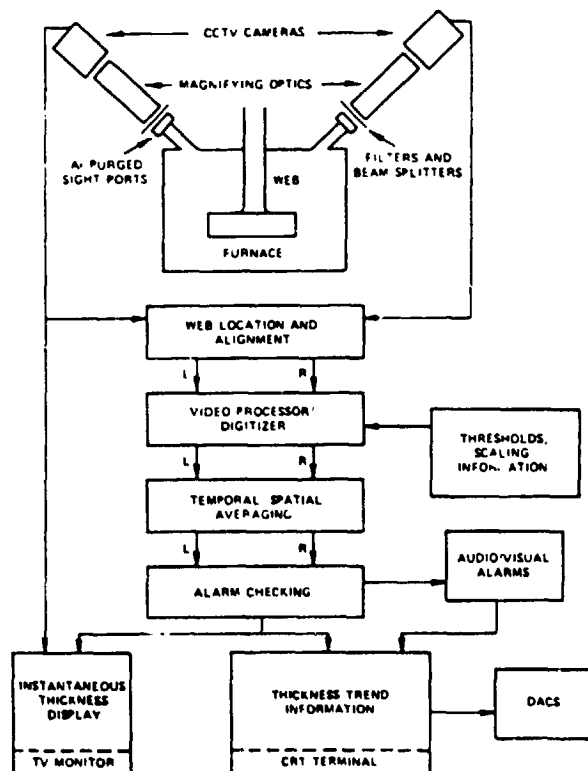 CCTV CAMERAS
MAGNIFYING OPTICS
PURGED
SIGHT PORTS
FILTERS AND
BEAM SPLITTERS
WEB
FURNACE
WEB LOCATION AND
ALIGNMENT
L R
VIDEO PROCESSOR/
DIGITIZER
THRESHOLDS,
SCALING
INFORMATION
L R
TEMPORAL SPATIAL
AVERAGING
L R
AUDIO/VISUAL
ALARMS
ALARM CHECKING
INSTANTANEOUS
THICKNESS
DISPLAY
THICKNESS TREND
INFORMATION
DACS
TV MONITOR
CRT TERMINAL